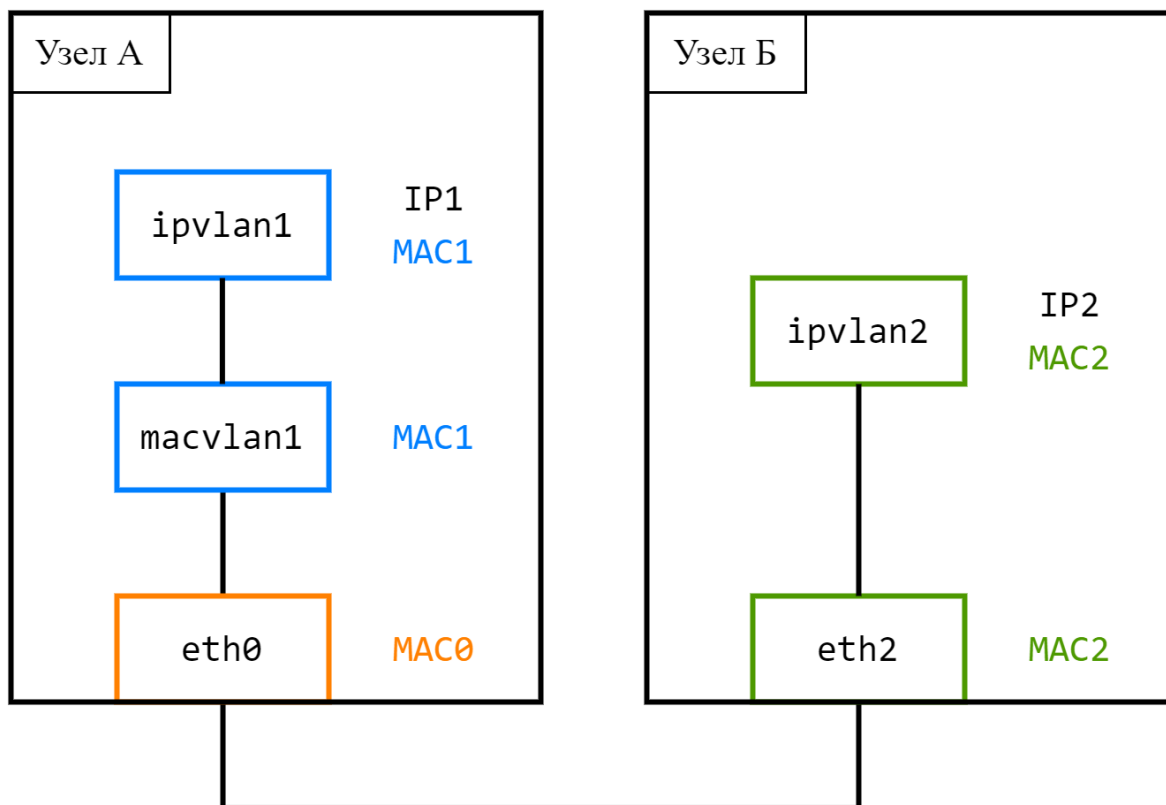 Узел А
ipvlan1
IP1
MAC1
macvlan1
MAC1
eth0
MAC0
Узел Б
ipvlan2
IP2
MAC2
eth2
MAC2